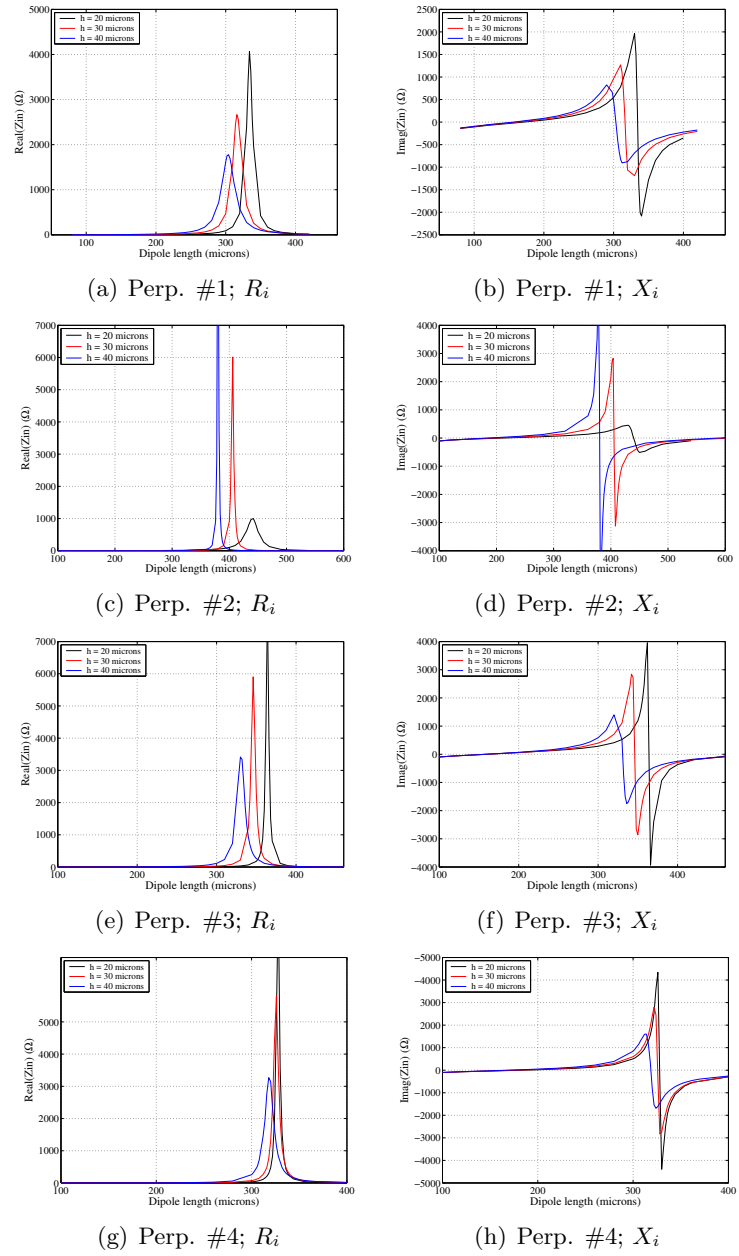 h = 20 microns
h = 30 microns
h = 40 microns
5000
4000
3000
2000
1000
0
Real(Zin) (Ω)
100 200 300 400
Dipole length (microns)
(a) Perp. #1; R_i
h = 20 microns
h = 30 microns
h = 40 microns
2500
2000
1500
1000
500
0
−500
−1000
−1500
−2000
−2500
Imag(Zin) (Ω)
100 200 300 400
Dipole length (microns)
(b) Perp. #1; X_i
h = 20 microns
h = 30 microns
h = 40 microns
7000
6000
5000
4000
3000
2000
1000
0
Real(Zin) (Ω)
100 200 300 400 500 600
Dipole length (microns)
(c) Perp. #2; R_i
h = 20 microns
h = 30 microns
h = 40 microns
4000
3000
2000
1000
0
−1000
−2000
−3000
−4000
Imag(Zin) (Ω)
100 200 300 400 500 600
Dipole length (microns)
(d) Perp. #2; X_i
h = 20 microns
h = 30 microns
h = 40 microns
7000
6000
5000
4000
3000
2000
1000
0
Real(Zin) (Ω)
100 200 300 400
Dipole length (microns)
(e) Perp. #3; R_i
h = 20 microns
h = 30 microns
h = 40 microns
4000
3000
2000
1000
0
−1000
−2000
−3000
−4000
Imag(Zin) (Ω)
100 200 300 400
Dipole length (microns)
(f) Perp. #3; X_i
h = 20 microns
h = 30 microns
h = 40 microns
5000
4000
3000
2000
1000
0
Real(Zin) (Ω)
100 200 300 400
Dipole length (microns)
(g) Perp. #4; R_i
h = 20 microns
h = 30 microns
h = 40 microns
−5000
−4000
−3000
−2000
1000
0
−1000
−2000
−3000
−4000
−5000
Imag(Zin) (Ω)
100 200 300 400
Dipole length (microns)
(h) Perp. #4; X_i